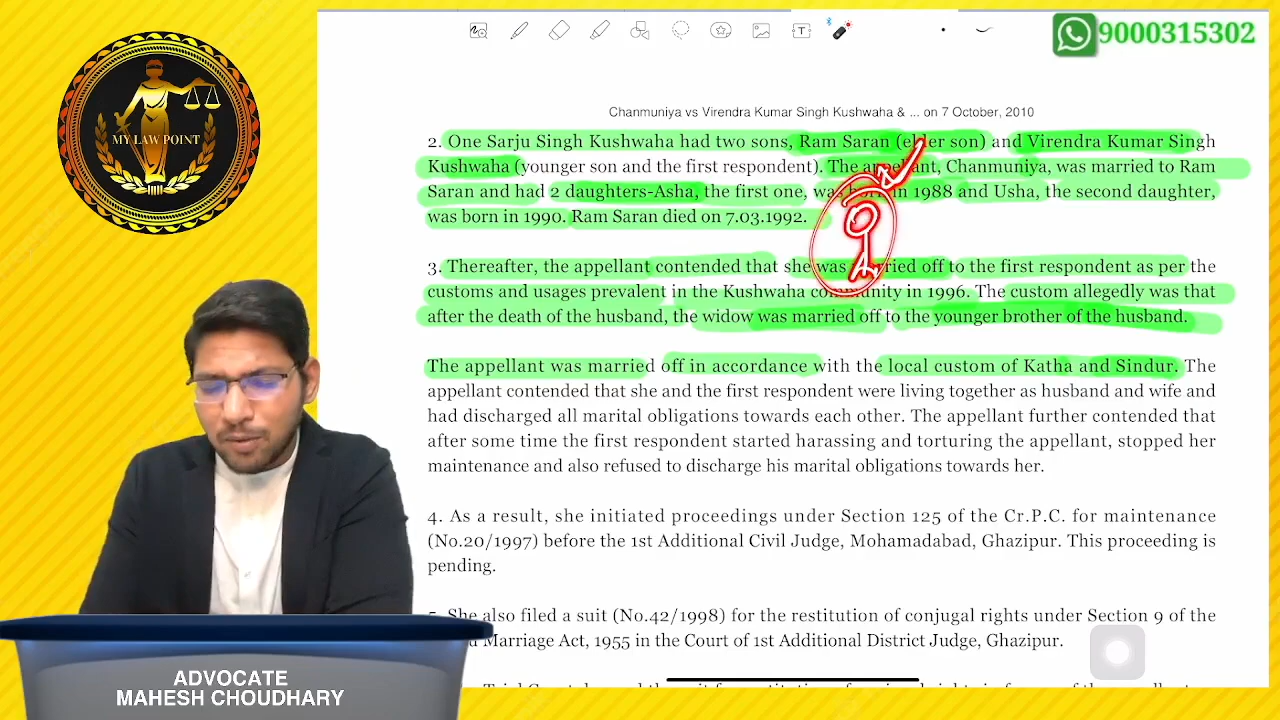 9000315302
MY LAW POINT
Chanmuniya vs Virendra Kumar Singh Kushwaha & ... on 7 October, 2010
2. One Sarju Singh Kushwaha had two sons, Ram Saran (elder son) and Virendra Kumar Singh
Kushwaha (younger son and the first respondent). The appellant, Chanmuniya, was married to Ram
Saran and had 2 daughters-Asha, the first one, was born in 1988 and Usha, the second daughter,
was born in 1990. Ram Saran died on 7.03.1992.
3. Thereafter, the appellant contended that she was married off to the first respondent as per the
customs and usages prevalent in the Kushwaha community in 1996. The custom allegedly was that
after the death of the husband, the widow was married off to the younger brother of the husband.
The appellant was married off in accordance with the local custom of Katha and Sindur. The
appellant contended that she and the first respondent were living together as husband and wife and
had discharged all marital obligations towards each other. The appellant further contended that
after some time the first respondent started harassing and torturing the appellant, stopped her
maintenance and also refused to discharge his marital obligations towards her.
4. As a result, she initiated proceedings under Section 125 of the Cr.P.C. for maintenance
(No.20/1997) before the 1st Additional Civil Judge, Mohamadabad, Ghazipur. This proceeding is
pending.
5. She also filed a suit (No.42/1998) for the restitution of conjugal rights under Section 9 of the
Marriage Act, 1955 in the Court of 1st Additional District Judge, Ghazipur.
ADVOCATE
MAHESH CHOUDHARY